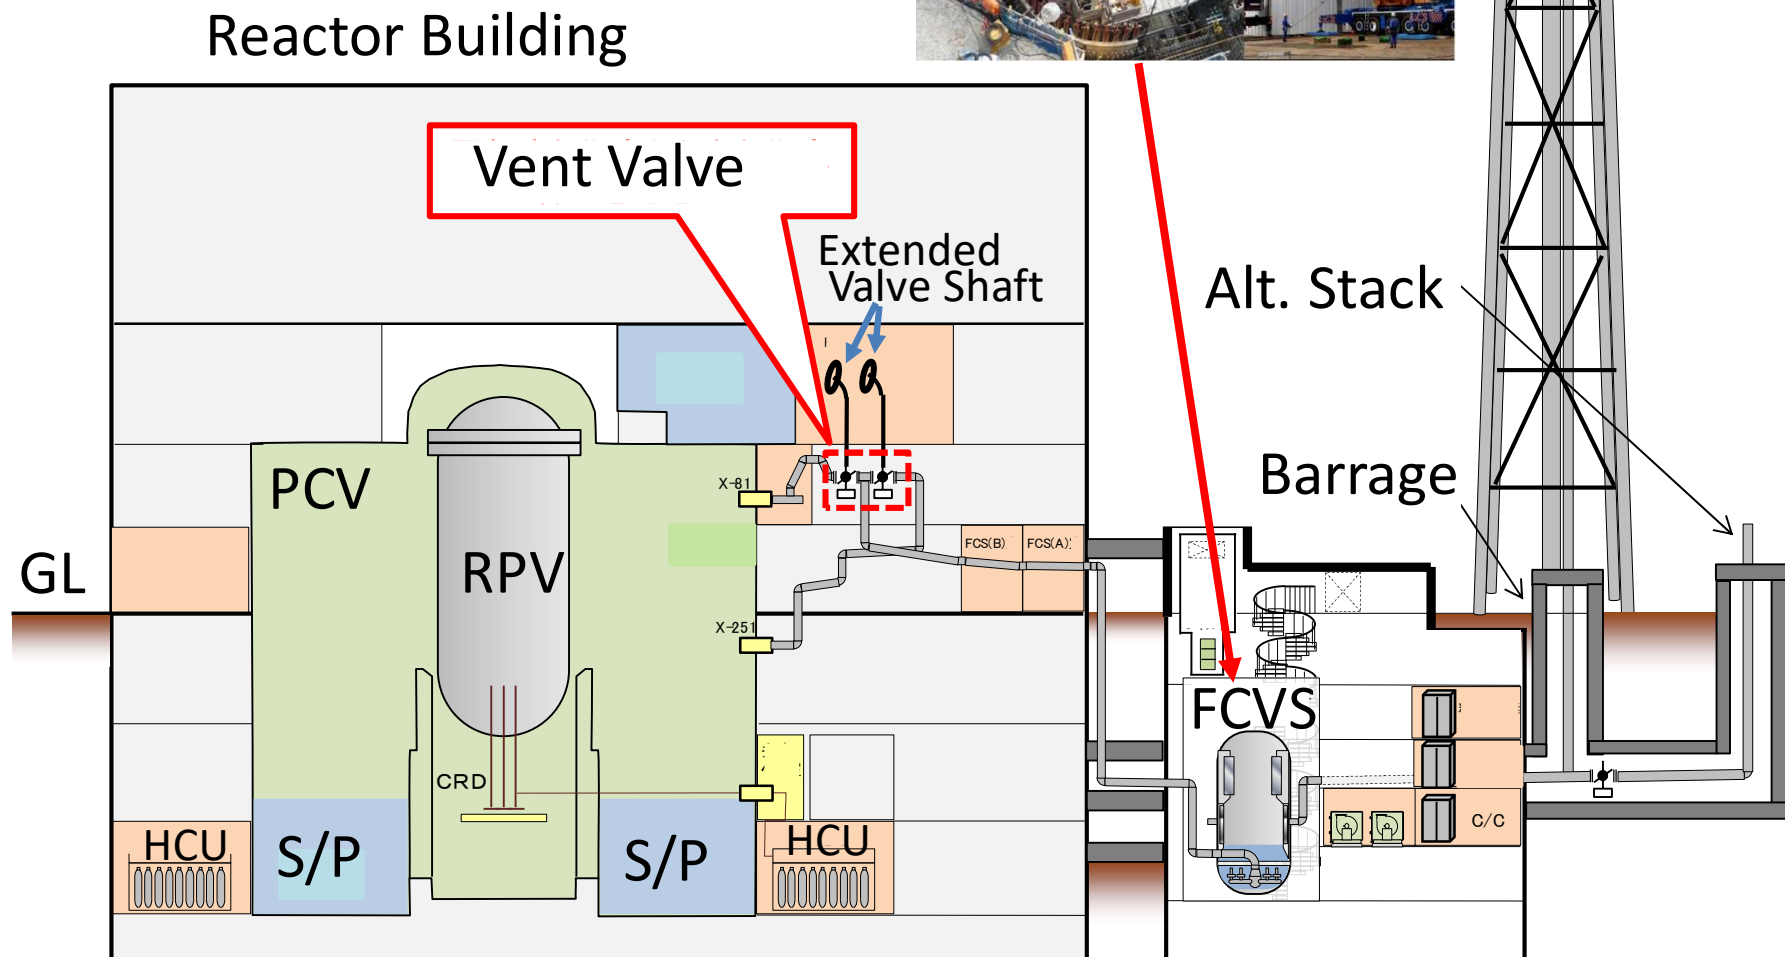 Reactor Building
Vent Valve
Extended
Valve Shaft
Alt. Stack
Barrage
PCV
X-81
FCS(B)
FCS(A)
GL
RPV
X-251
FCVS
CRD
C/C
HCU
S/P
S/P
HCU